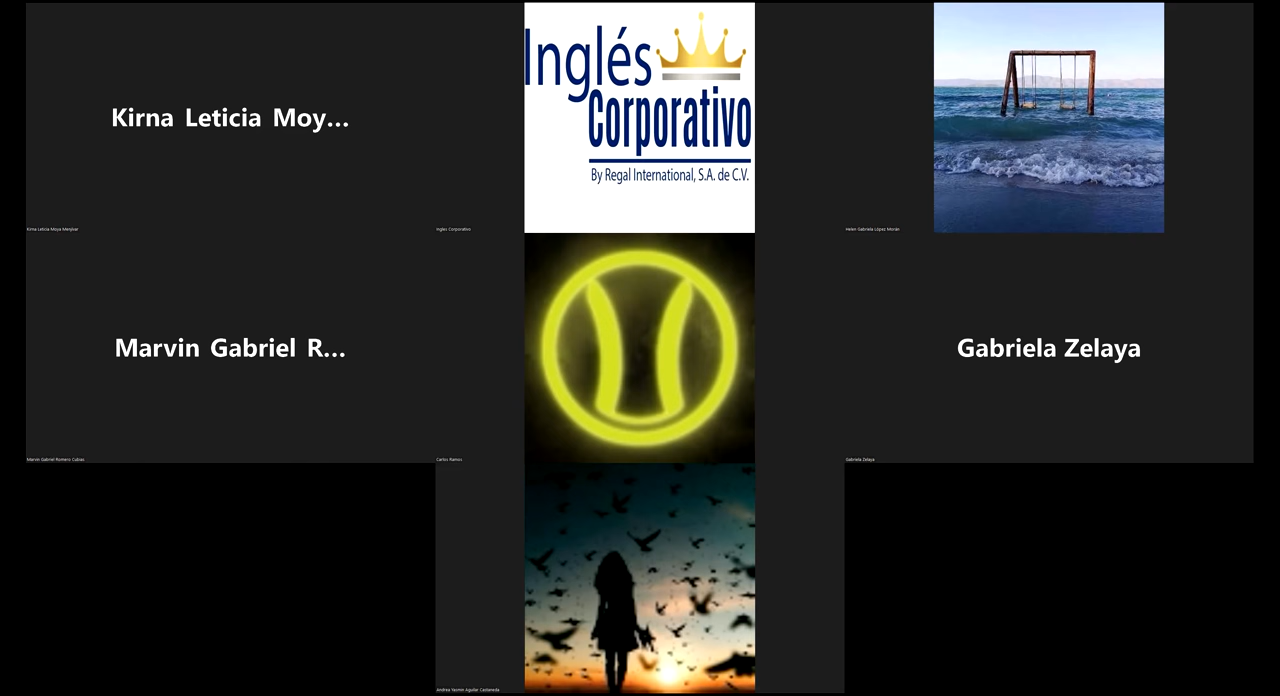 Kirna Leticia Moy...
Kirna Leticia Moya Menjivar
Inglés
Corporativo
By Regal International, S.A. de C.V.
Ingles Corporativo
Helen Gabriela López Morán
Marvin Gabriel R...
Marvin Gabriel Romero Cubias
Carlos Ramos
Gabriela Zelaya
Gabriela Zelaya
Andrea Yasmin Aguilar Castaneda